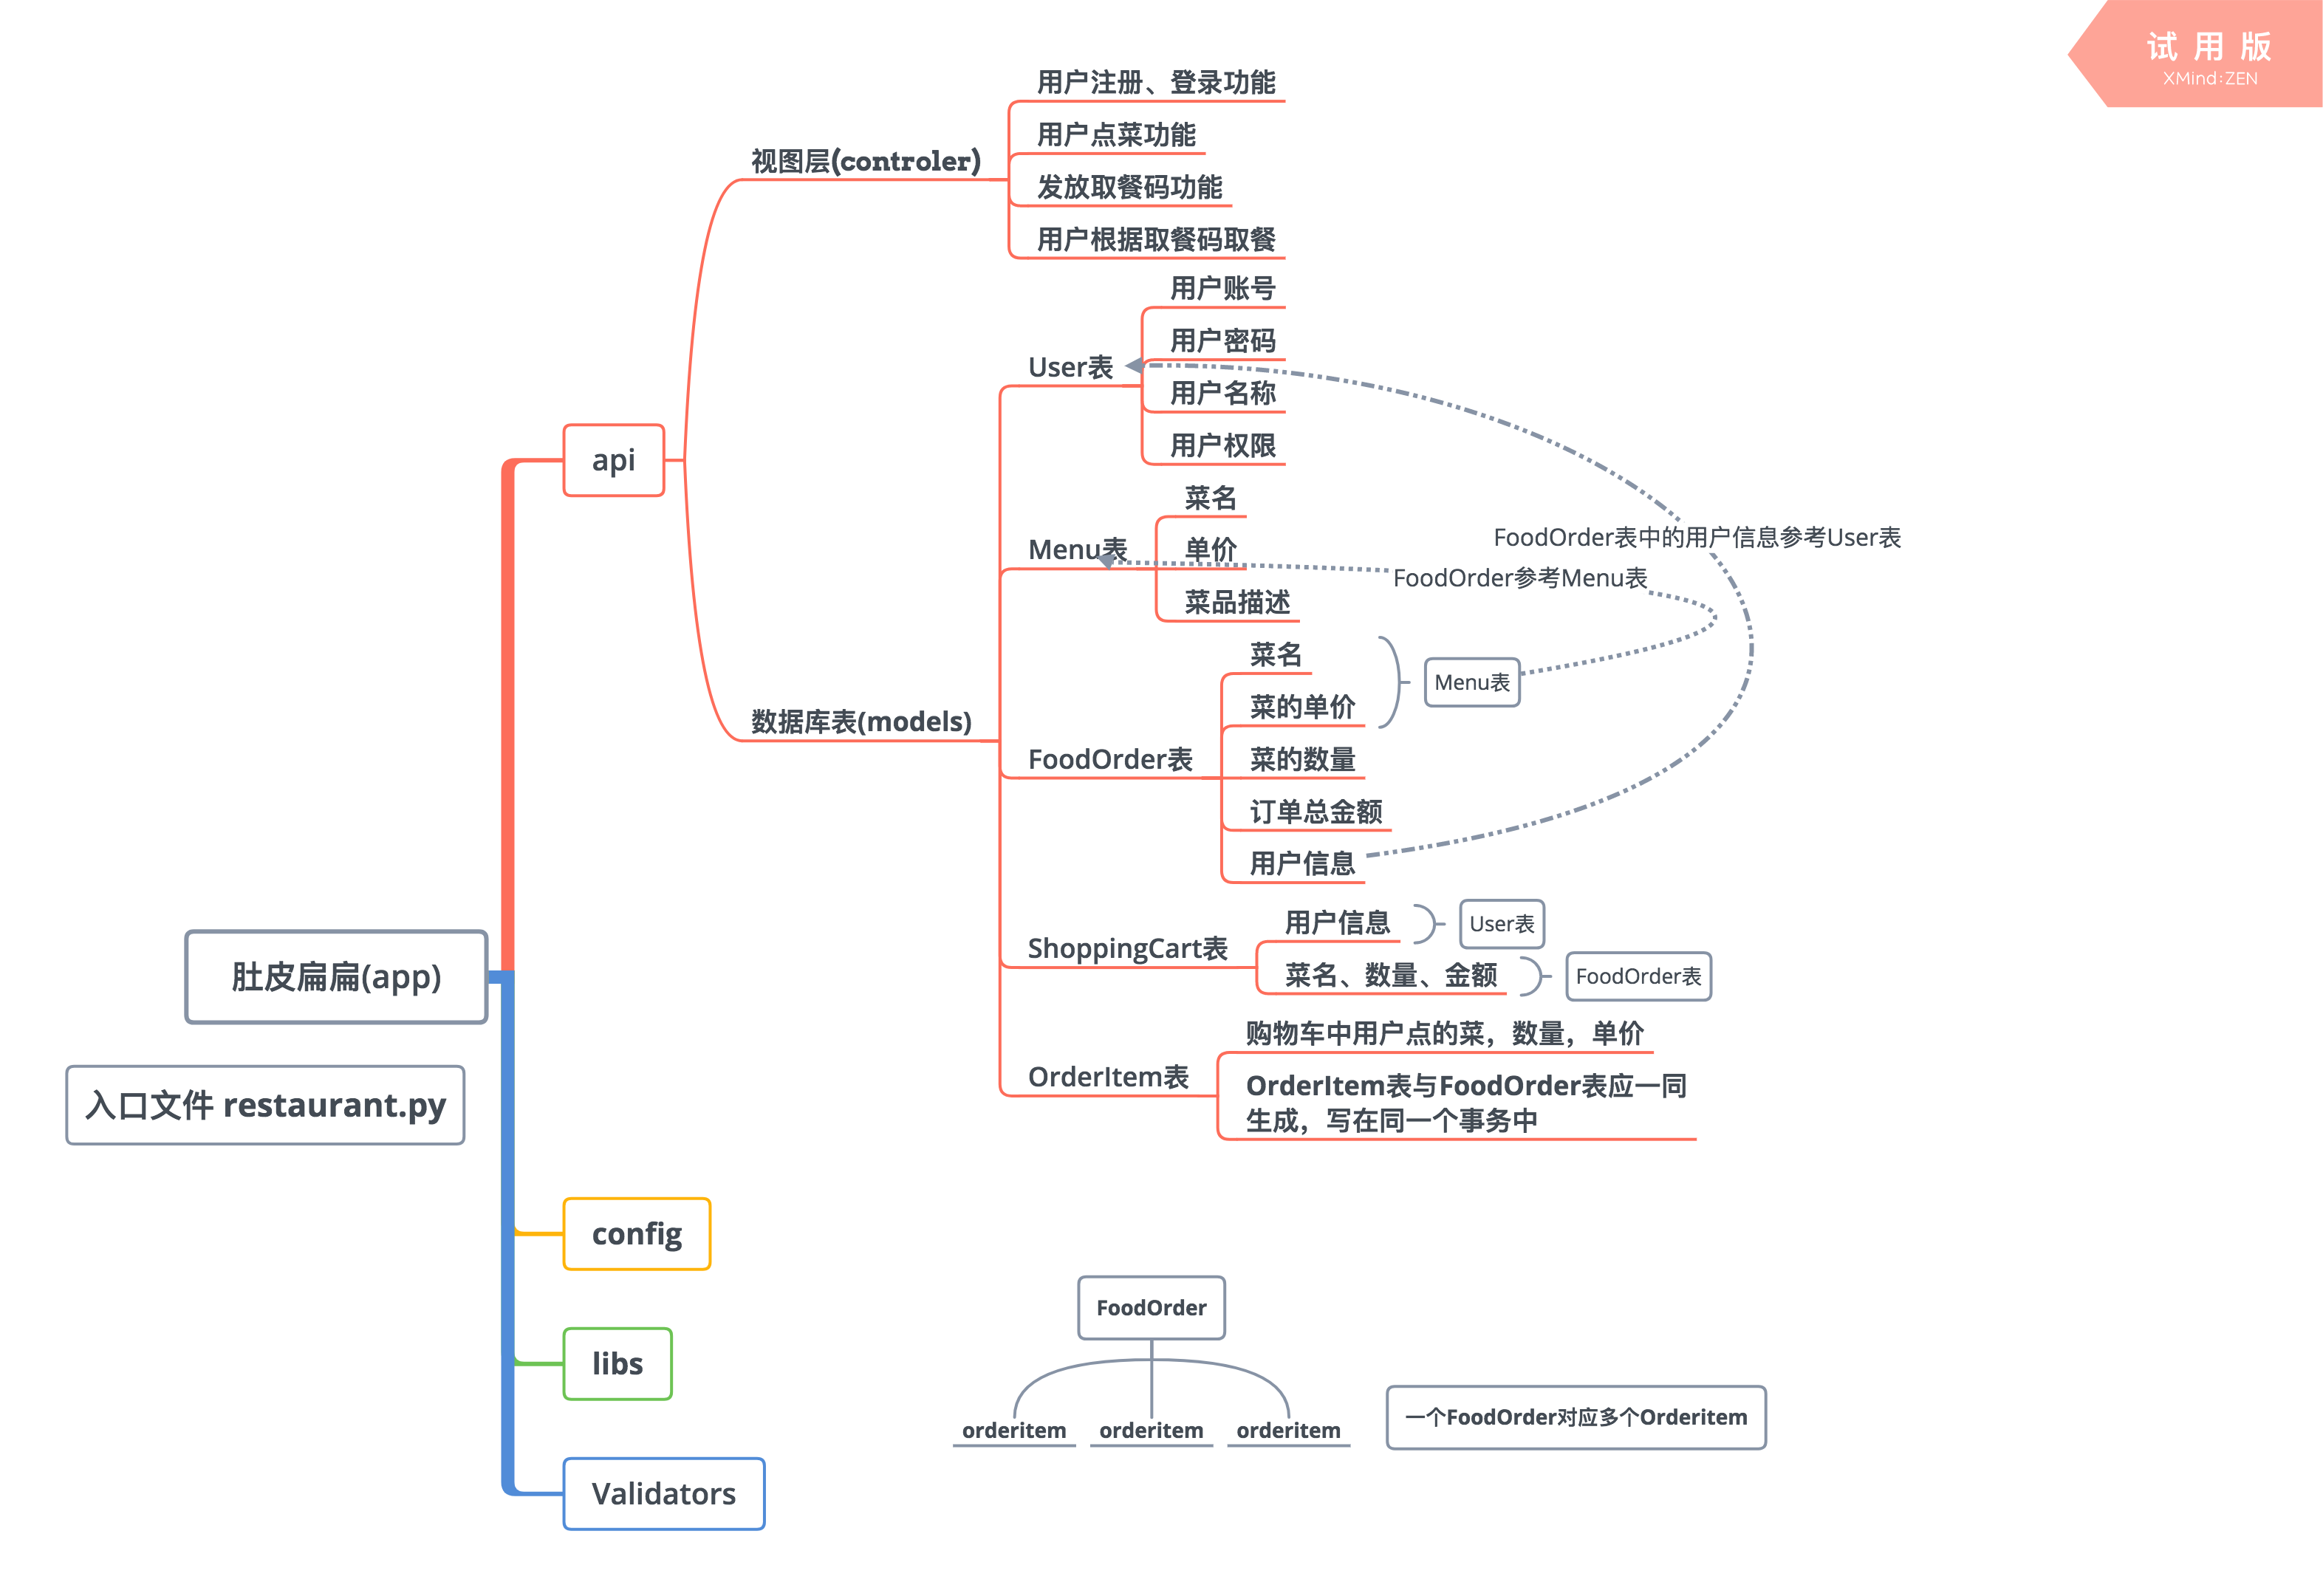 试用版
XMind:ZEN
用户注册、登录功能
用户点菜功能
视图层(controler)
发放取餐码功能
用户根据取餐码取餐
用户账号
用户密码
User表
用户名称
用户权限
api
菜名
Menu表
单价
菜品描述
FoodOrder表中的用户信息参考User表
FoodOrder参考Menu表
数据库表(models)
菜名
菜的单价
Menu表
FoodOrder表
菜的数量
订单总金额
用户信息
用户信息
User表
ShoppingCart表
菜名、数量、金额
FoodOrder表
购物车中用户点的菜，数量，单价
OrderItem表
OrderItem表与FoodOrder表应一同
生成，写在同一个事务中
肚皮扁扁(app)
入口文件 restaurant.py
config
libs
Validators
FoodOrder
orderitem
orderitem
orderitem
一个FoodOrder对应多个Orderitem